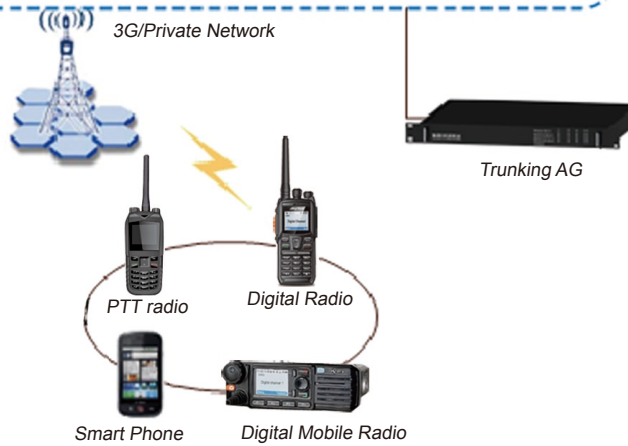 3G/Private Network
Trunking AG
PTT radio
Digital Radio
Smart Phone
Digital Mobile Radio